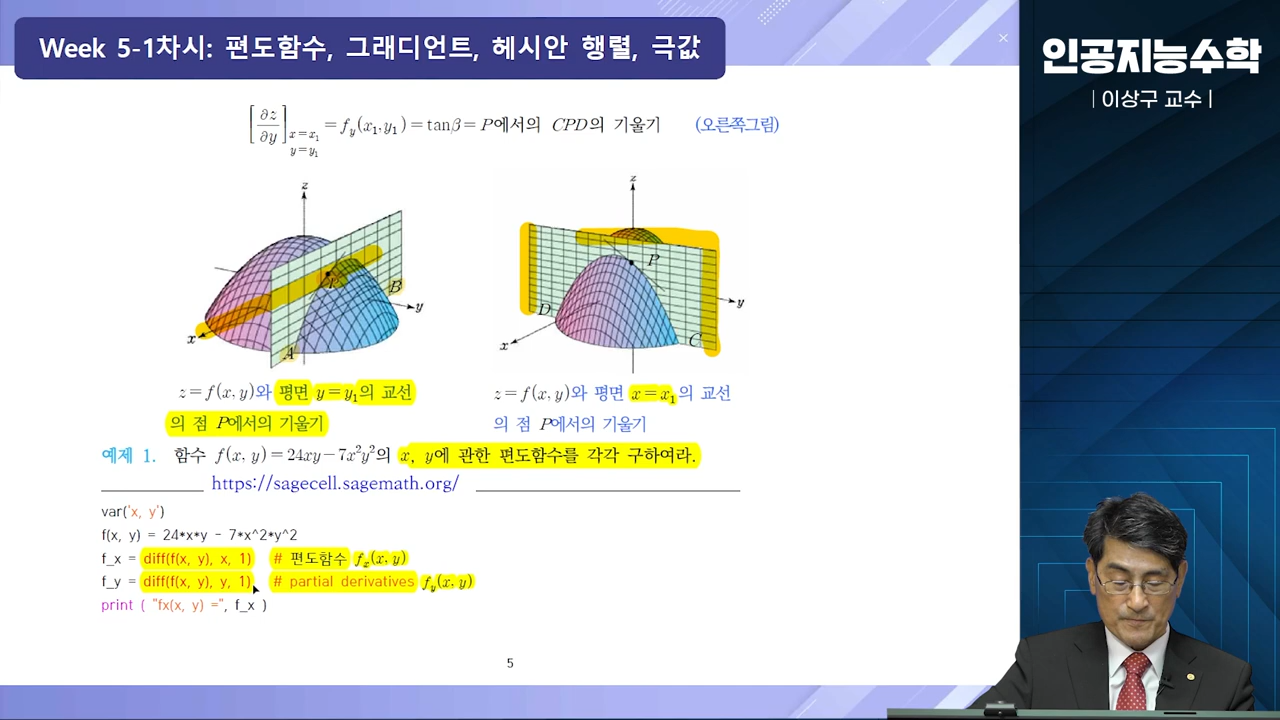 Week 5-1차시: 편도함수, 그래디언트, 헤시안 행렬, 극값
인공지능수학
| 이상구 교수 |
[∂z/∂y] x=x₁ y=y₁ = f_y(x₁, y₁) = tanβ = P에서의 CPD의 기울기 (오른쪽그림)
z
P
B
y
x
A
z
P
D
y
x
C
z = f(x, y)와 평면 y = y₁의 교선
의 점 P에서의 기울기
z = f(x, y)와 평면 x = x₁의 교선
의 점 P에서의 기울기
예제 1. 함수 f(x, y) = 24xy − 7x²y²의 x, y에 관한 편도함수를 각각 구하여라.
https://sagecell.sagemath.org/
var('x, y')
f(x, y) = 24*x*y - 7*x^2*y^2
f_x = diff(f(x, y), x, 1) # 편도함수 f_x(x, y)
f_y = diff(f(x, y), y, 1) # partial derivatives f_y(x, y)
print ( "fx(x, y) =", f_x )
5